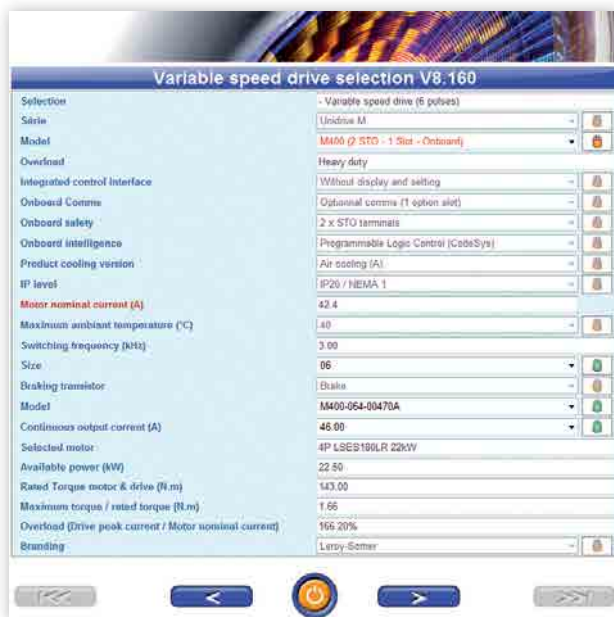 Variable speed drive selection V8.160
Selection - Variable speed drive (6 pulses)
Série Unidrive M
Model M400 (2 STO - 1 Slot - Onboard)
Overload Heavy duty
Integrated control interface Without display and setting
Onboard Comms Optionnal comms (1 option slot)
Onboard safety 2 x STO terminals
Onboard intelligence Programmable Logic Control (CodeSys)
Product cooling version Air cooling (A)
IP level IP20 / NEMA 1
Motor nominal current (A) 42.4
Maximum ambiant temperature (°C) 40
Switching frequency (kHz) 3.00
Size 06
Braking transistor Brake
Model M400-064-00470A
Continuous output current (A) 46.00
Selected motor 4P LSES180LR 22kW
Available power (kW) 22.50
Rated Torque motor & drive (N.m) 143.00
Maximum torque / rated torque (N.m) 1.66
Overload (Drive peak current / Motor nominal current) 166.20%
Branding Leroy-Somer
|<<
<
>
>>|